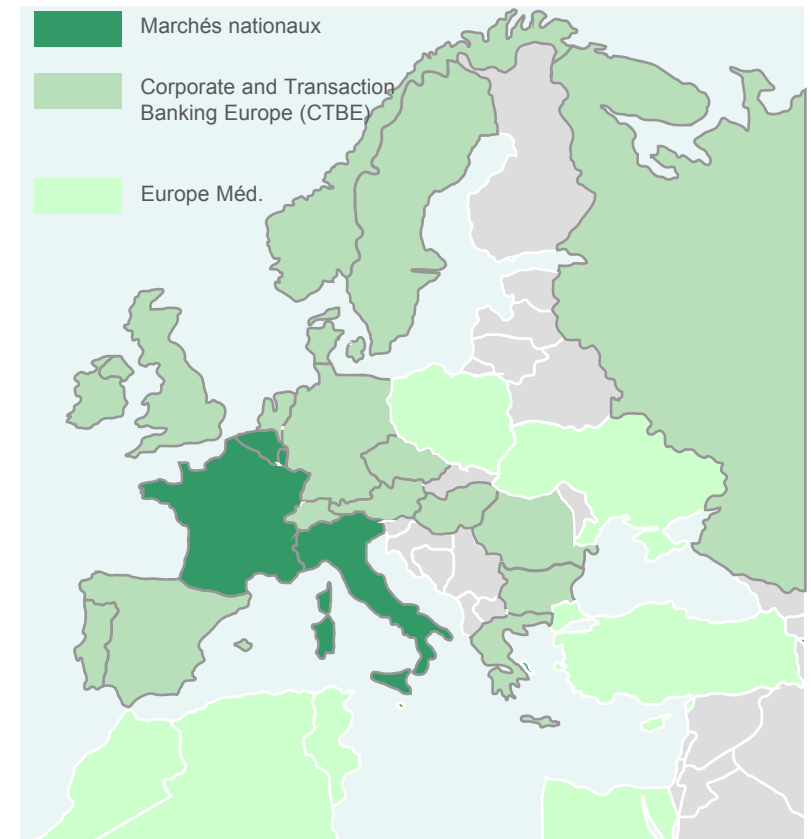 Marchés nationaux
Corporate and Transaction
Banking Europe (CTBE)
Europe Méd.